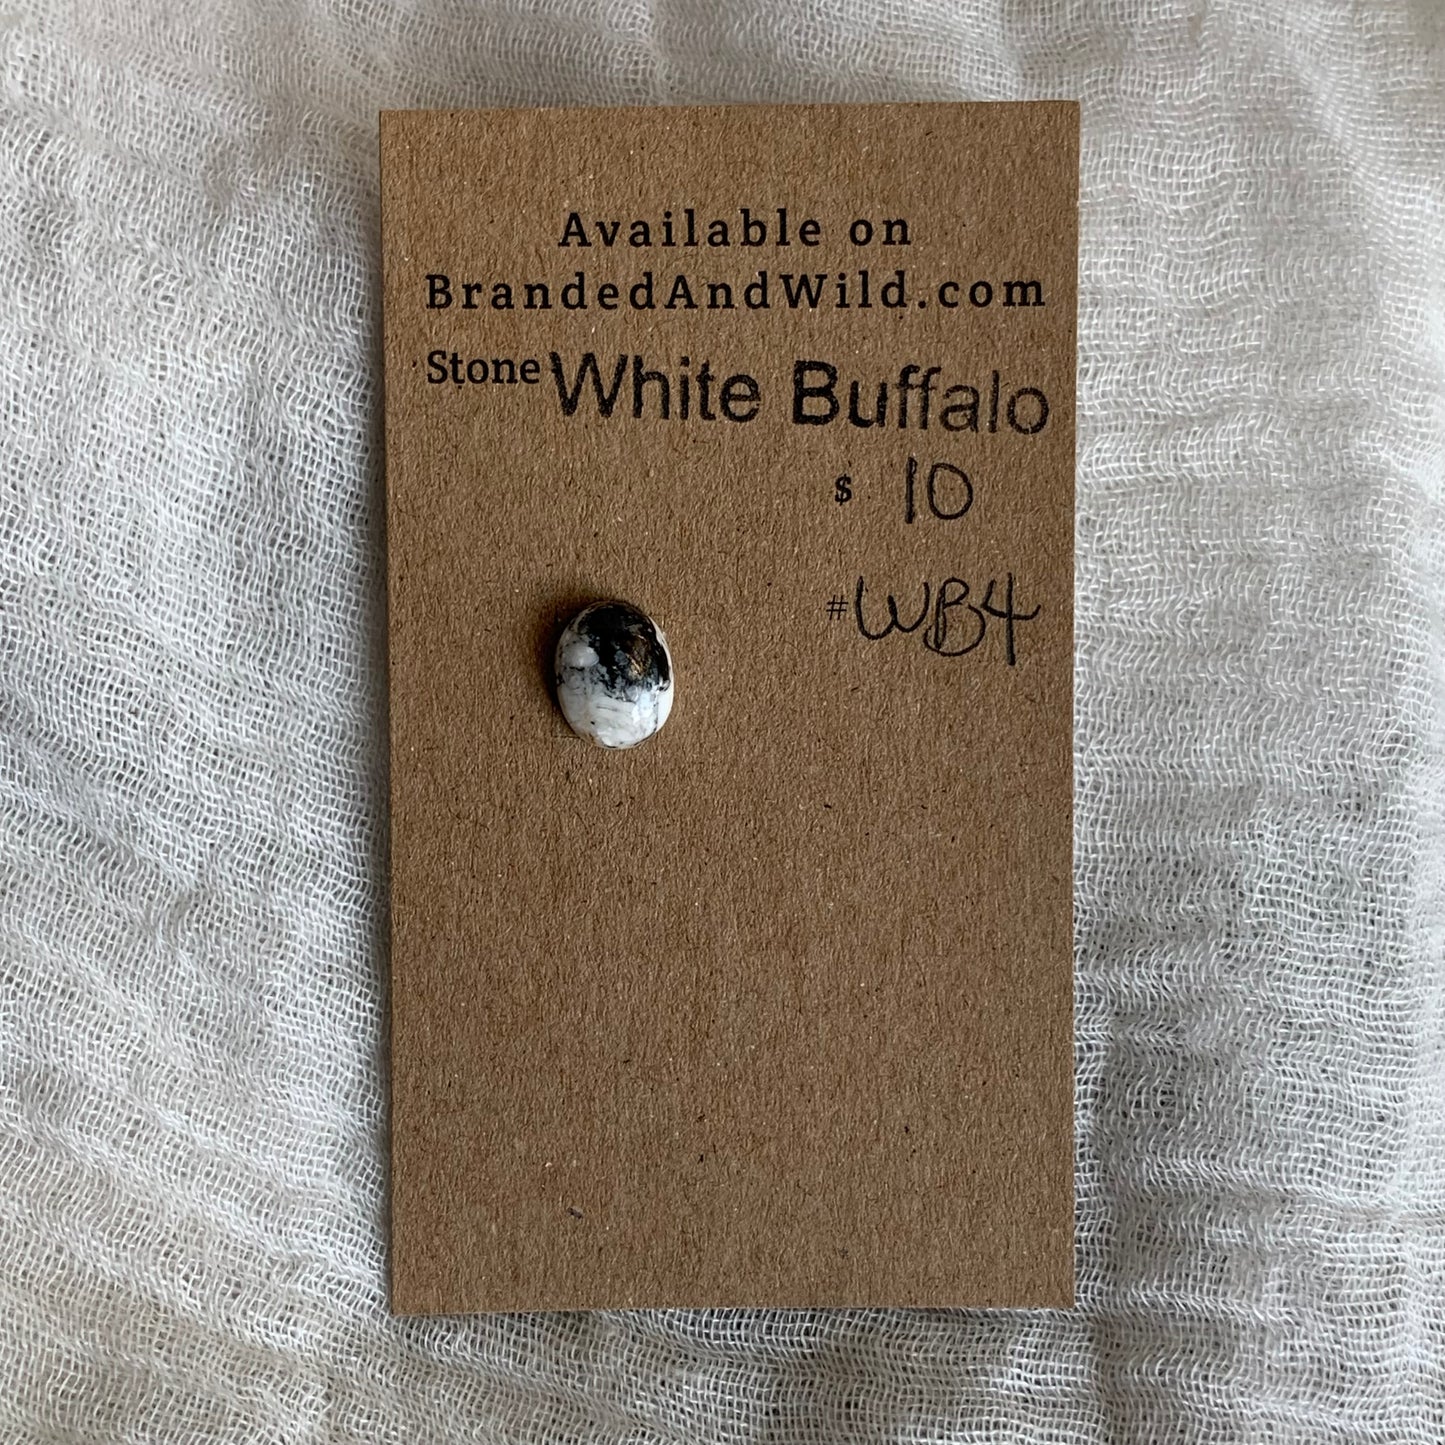 Available on
BrandedAndWild.com
Stone White Buffalo
$ 10
#WB4